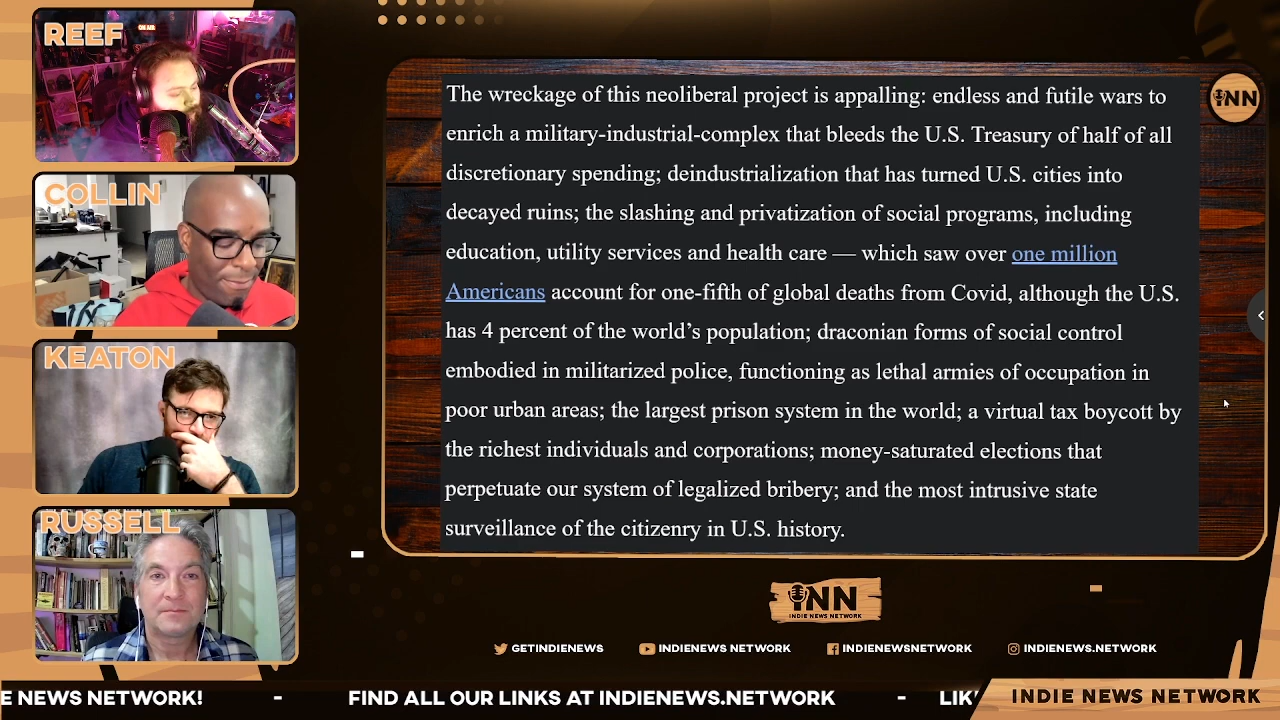 REEF
ON AIR
COLLIN
KEATON
RUSSELL
The wreckage of this neoliberal project is appalling: endless and futile wars to
enrich a military-industrial-complex that bleeds the U.S. Treasury of half of all
discretionary spending; deindustrialization that has turned U.S. cities into
decayed ruins; the slashing and privatization of social programs, including
education, utility services and health care — which saw over one million
Americans account for one-fifth of global deaths from Covid, although the U.S.
has 4 percent of the world’s population; draconian forms of social control
embodied in militarized police, functioning as lethal armies of occupation in
poor urban areas; the largest prison system in the world; a virtual tax boycott by
the richest individuals and corporations; money-saturated elections that
perpetuate our system of legalized bribery; and the most intrusive state
surveillance of the citizenry in U.S. history.
INN
INN
INDIE NEWS NETWORK
GETINDIENEWS
INDIENEWS NETWORK
INDIENEWSNETWORK
INDIENEWS.NETWORK
E NEWS NETWORK! - FIND ALL OUR LINKS AT INDIENEWS.NETWORK - LIK
INDIE NEWS NETWORK